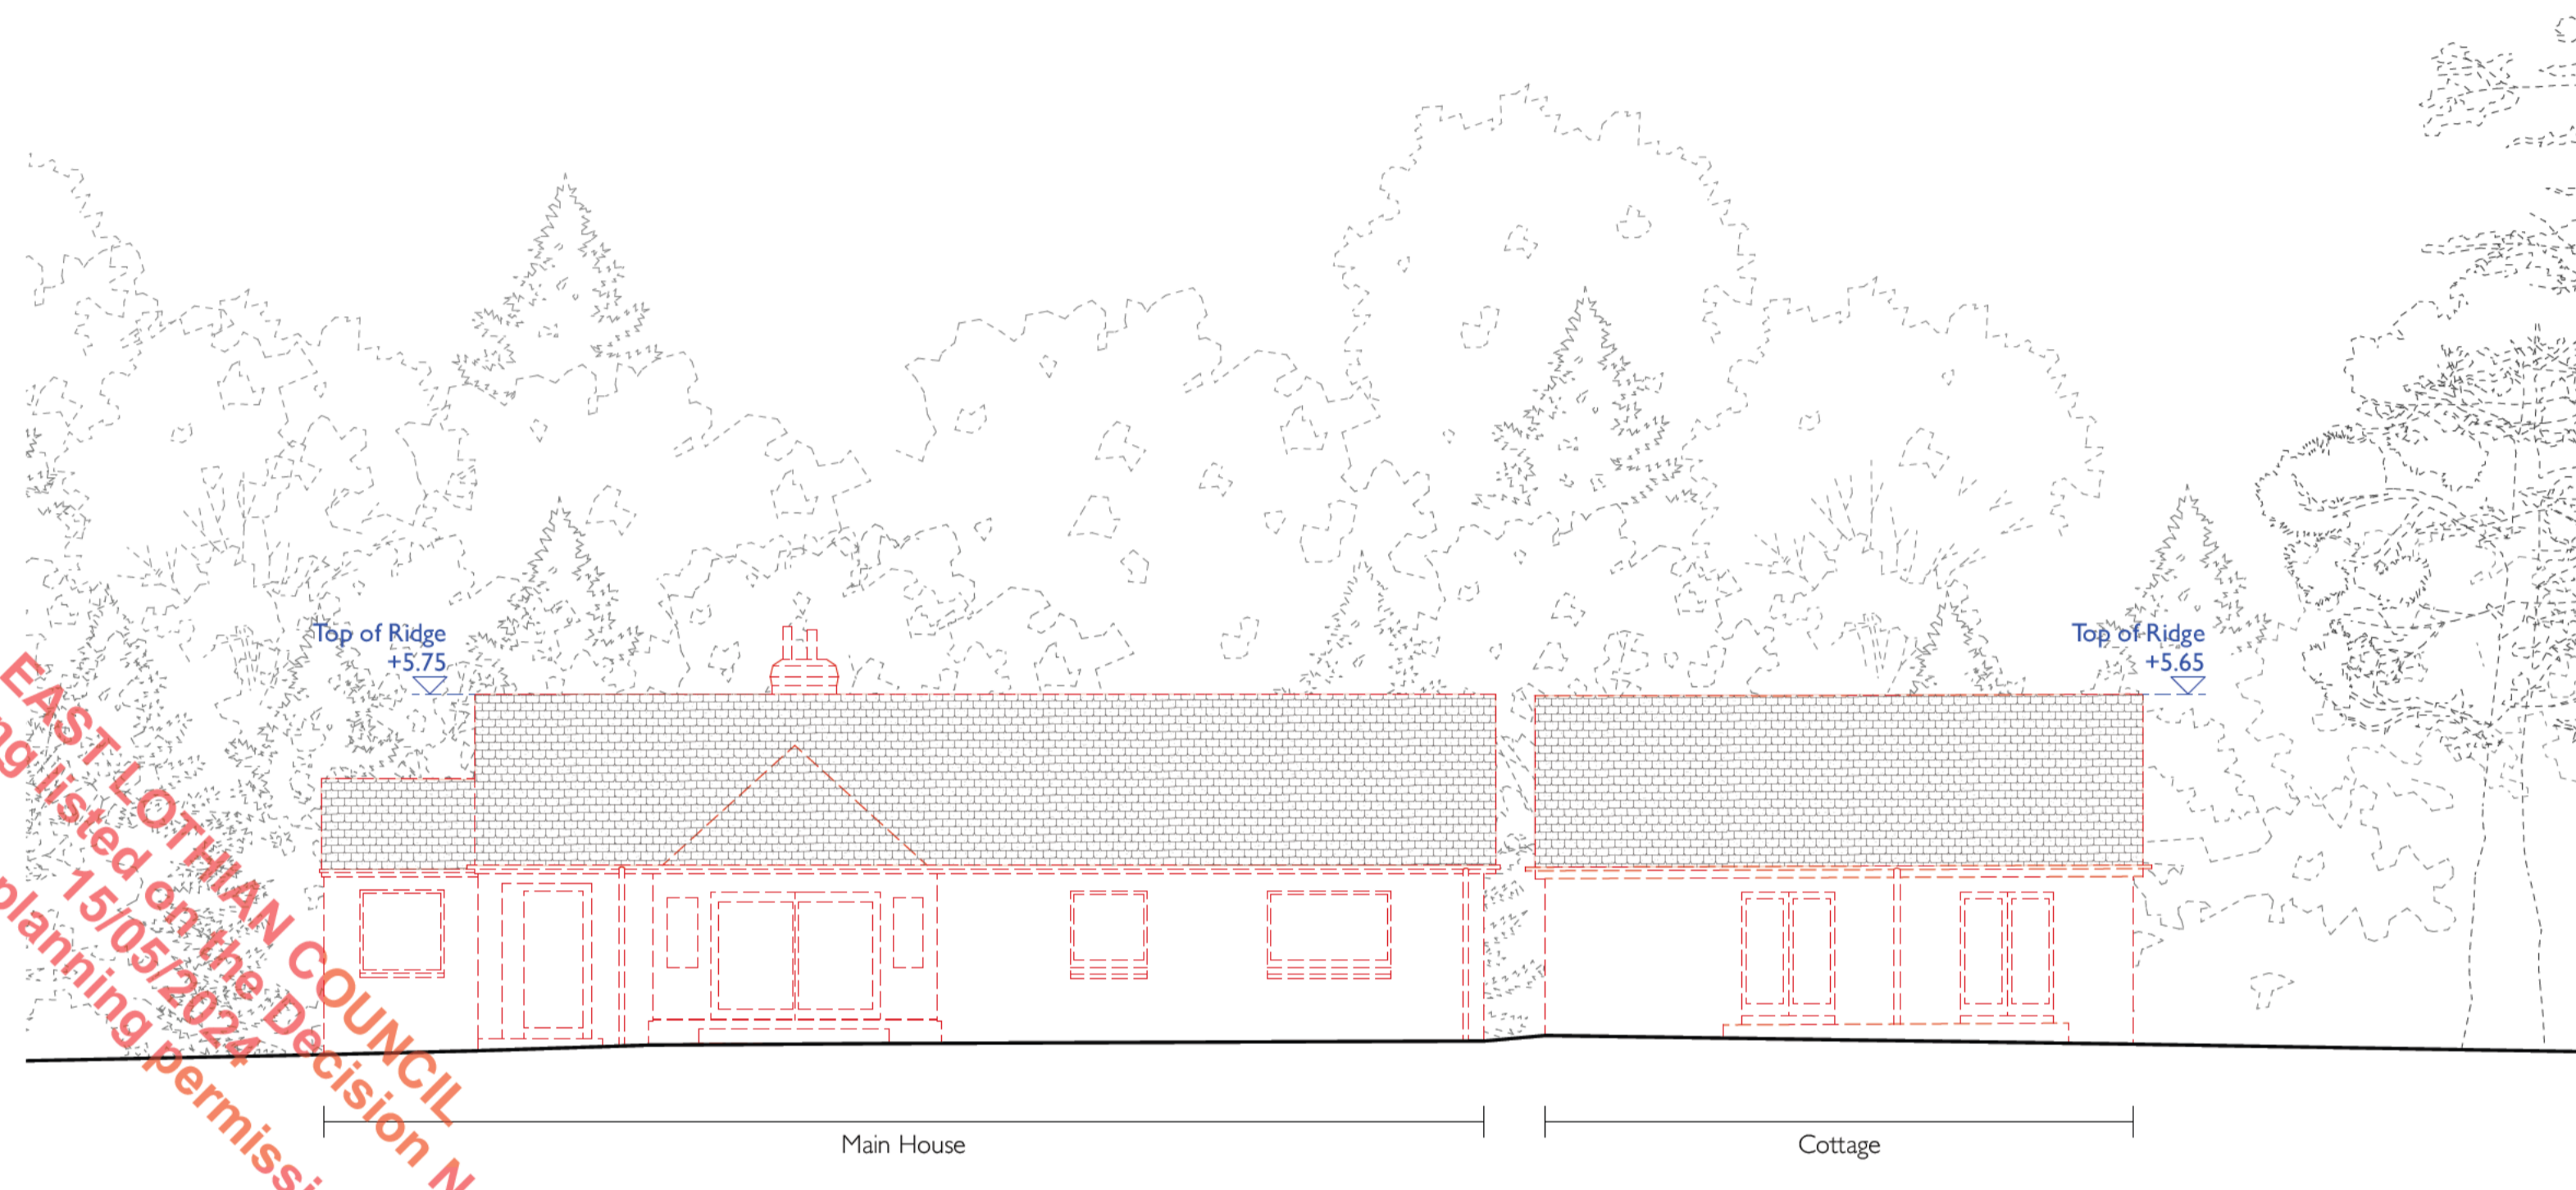 Top of Ridge
+5.75
Top of Ridge
+5.65
EAST LOTHIAN COUNCIL
listed on the Decision
15/05/2024
planning
Main House
Cottage